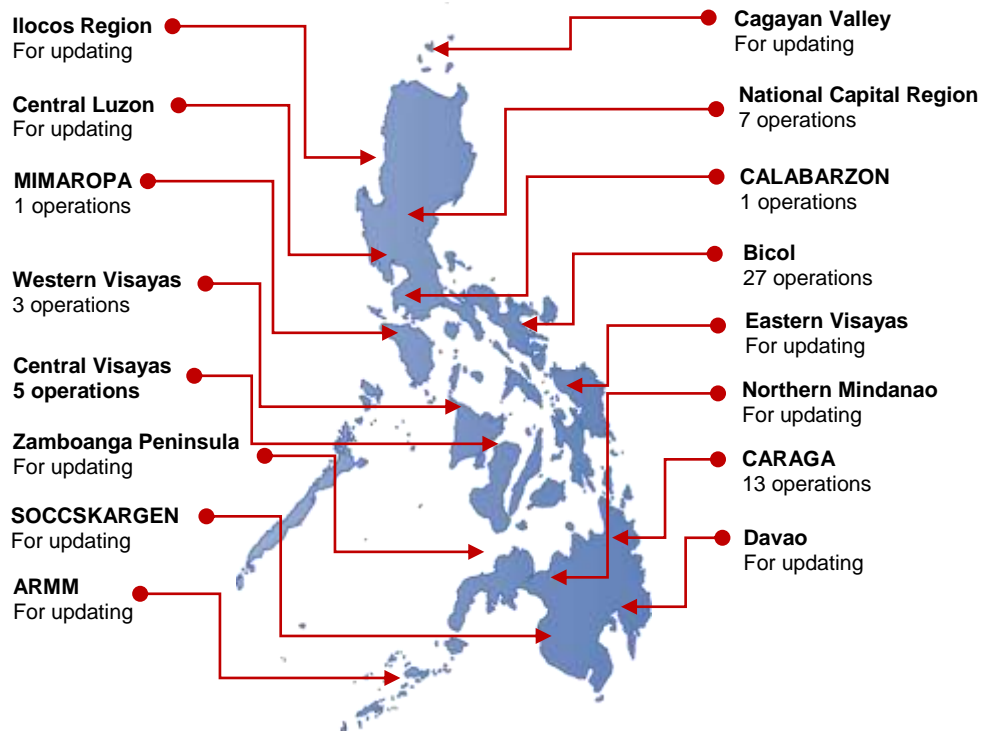 Ilocos Region
For updating
Central Luzon
For updating
MIMAROPA
1 operations
Western Visayas
3 operations
Central Visayas
5 operations
Zamboanga Peninsula
For updating
SOCCSKARGEN
For updating
ARMM
For updating
Cagayan Valley
For updating
National Capital Region
7 operations
CALABARZON
1 operations
Bicol
27 operations
Eastern Visayas
For updating
Northern Mindanao
For updating
CARAGA
13 operations
Davao
For updating